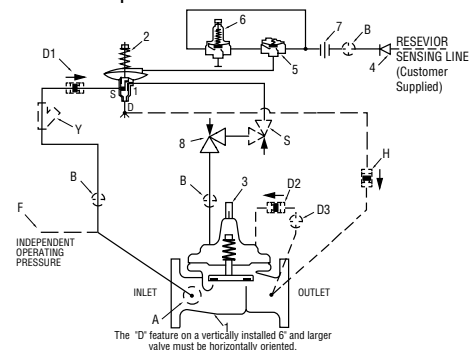 6
7
B
D1
2
5
4
RESEVIOR
SENSING LINE
(Customer
Supplied)
S
1
D
Y
8
S
H
B
B
3
D2
D3
F
INDEPENDENT
OPERATING
PRESSURE
INLET
OUTLET
A
1
The "D" feature on a vertically installed 6" and larger
valve must be horizontally oriented.